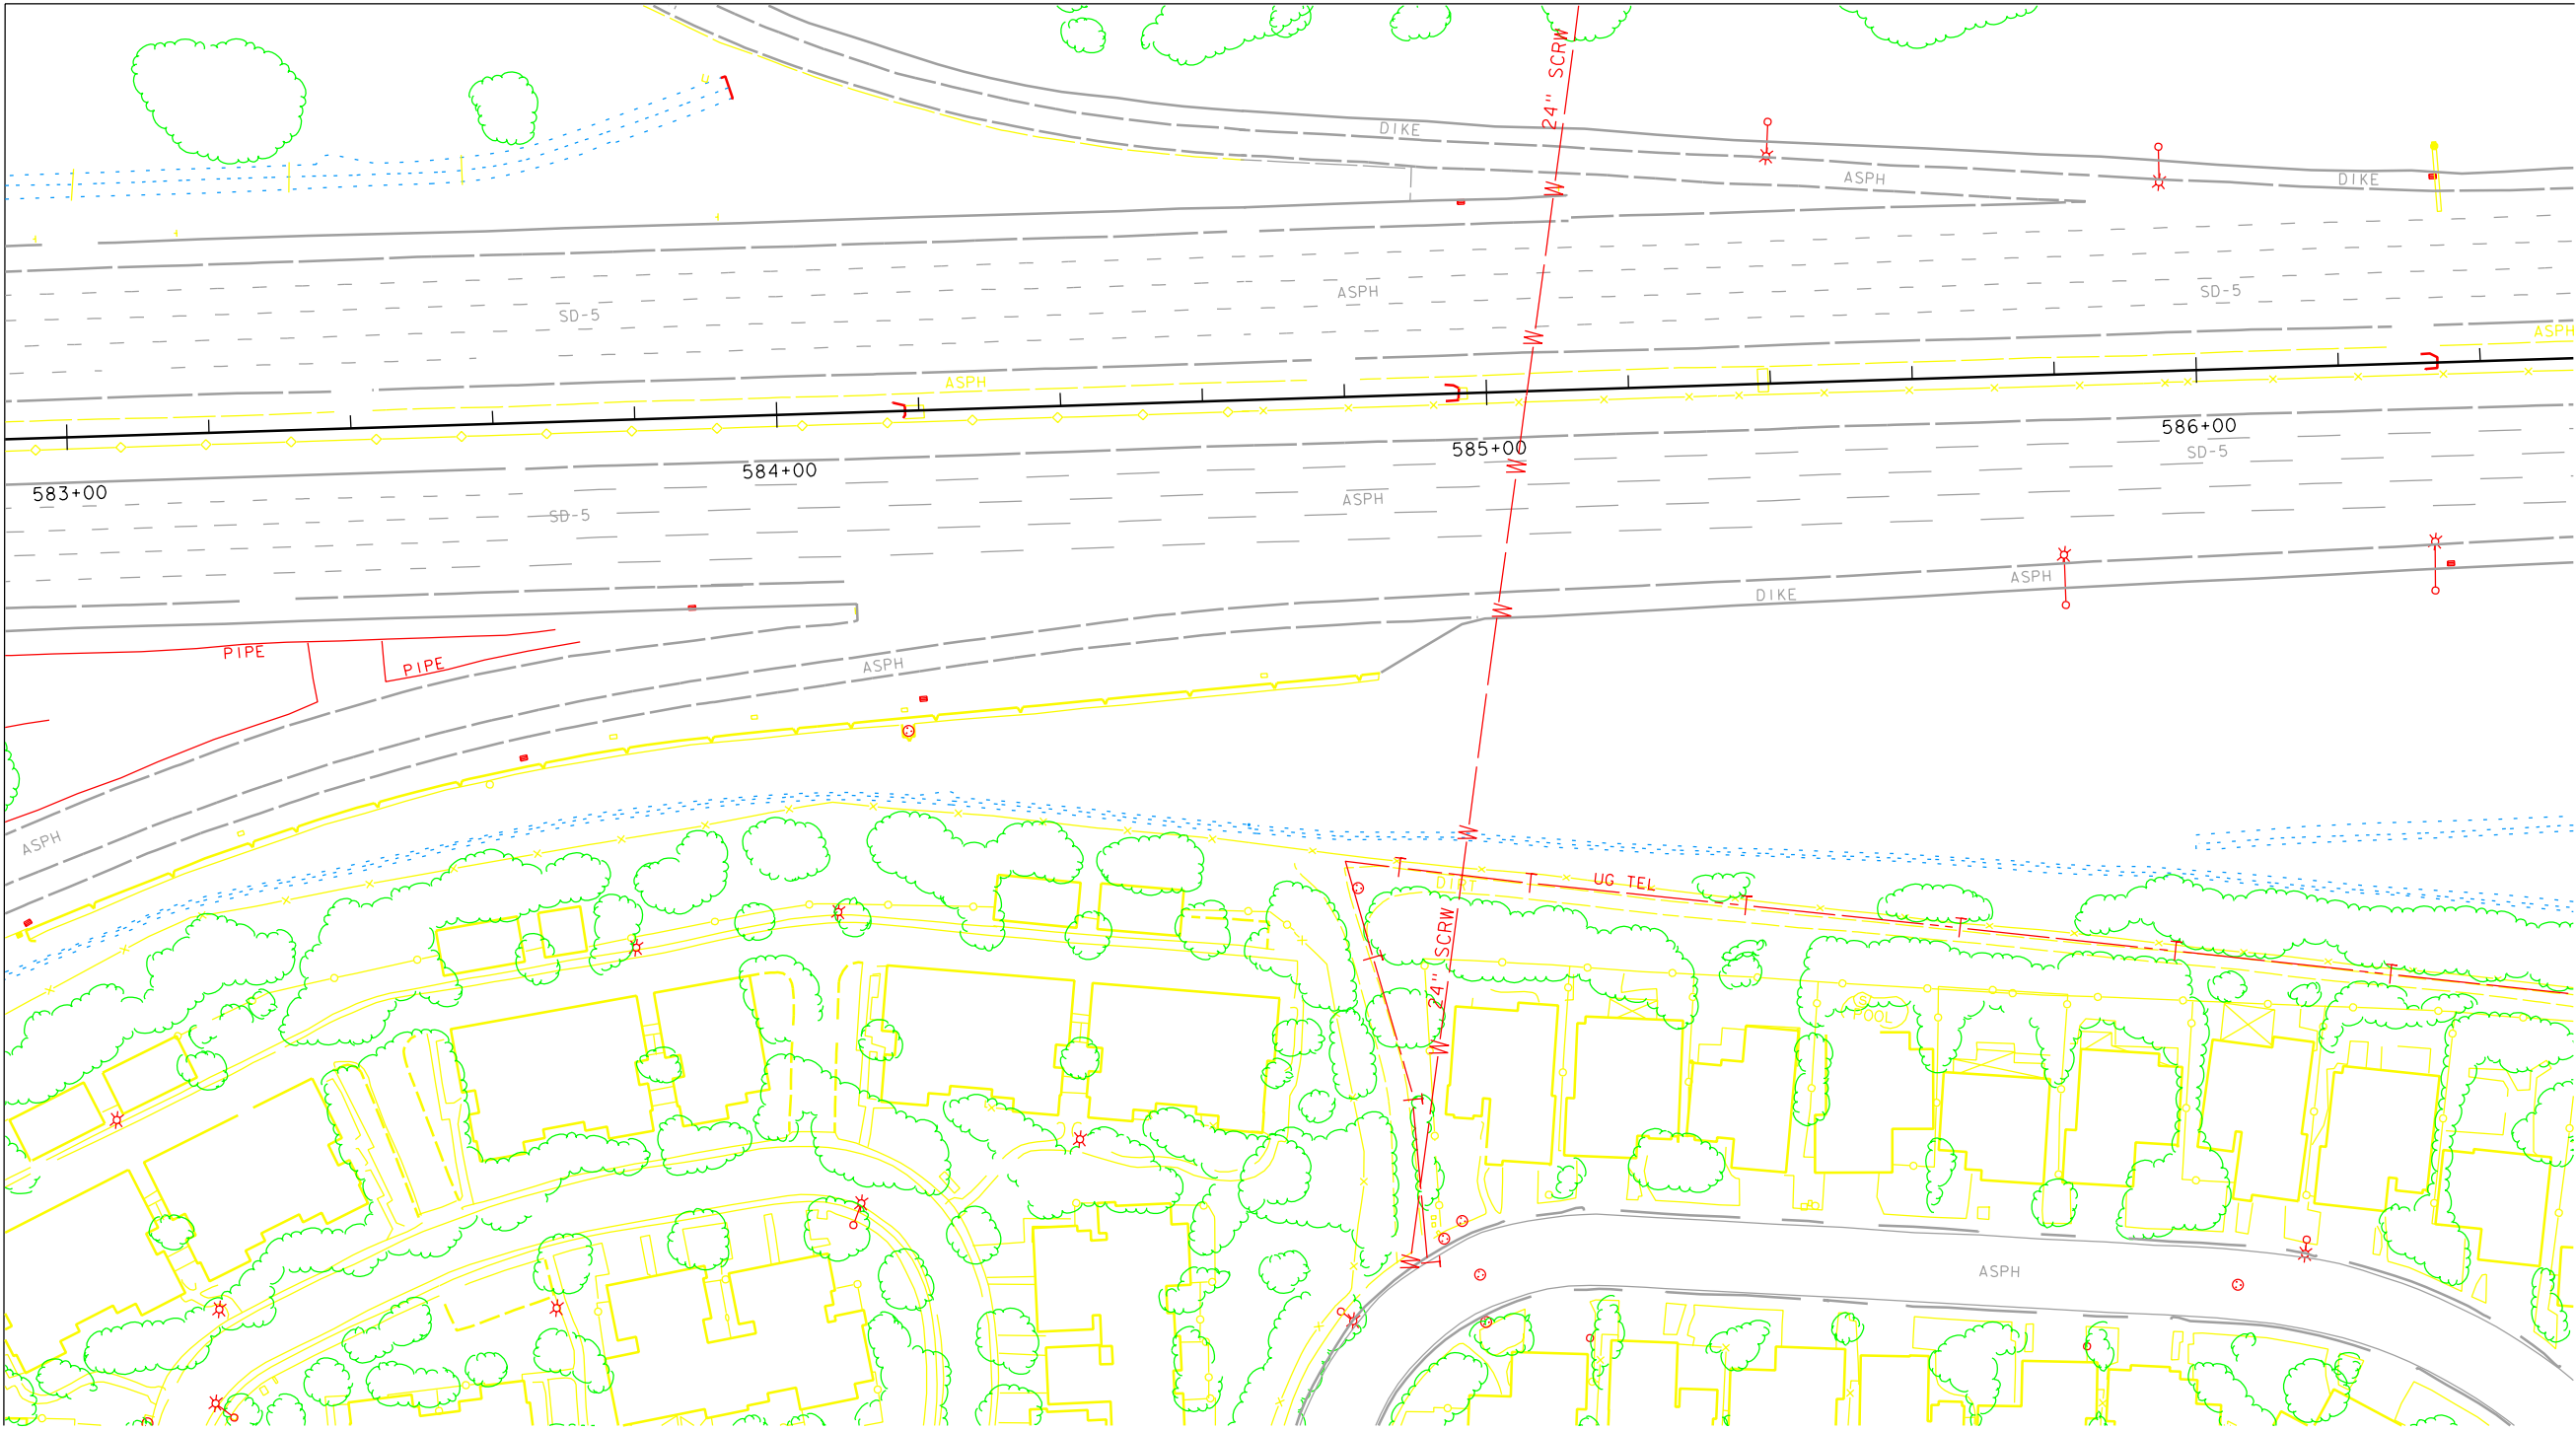 24" SCRW
DIKE
W
ASPH
DIKE
ASPH
SD-5
SD-5
W
ASPH
ASPH
586+00
585+00
SD-5
W
584+00
583+00
ASPH
SD-5
ASPH
DIKE
W
PIPE
PIPE
ASPH
W
ASPH
T
UG TEL
DIRT
T
T
T
T
T
T
24" SCRW
S
POOL
W
T
W
T
ASPH